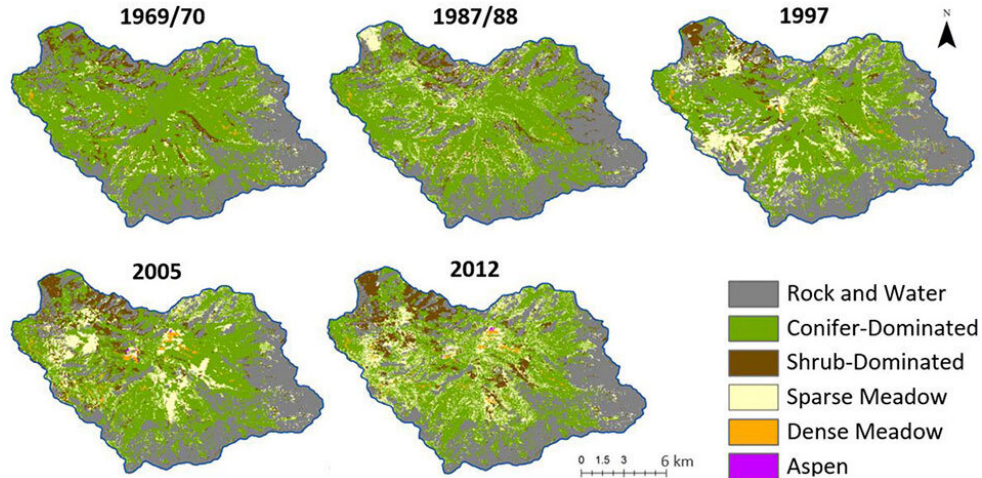 1969/70
1987/88
1997
N
2005
2012
Rock and Water
Conifer-Dominated
Shrub-Dominated
Sparse Meadow
Dense Meadow
Aspen
0 1.5 3 6 km